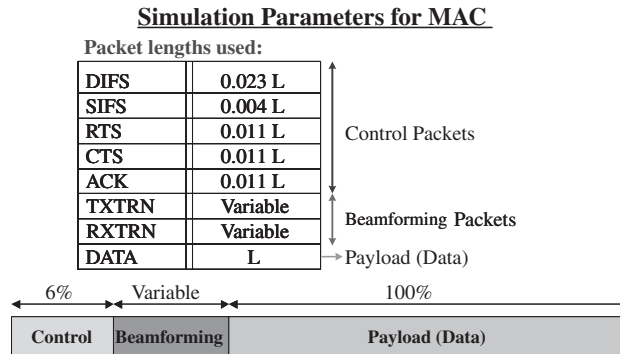 Simulation Parameters for MAC
Packet lengths used:
DIFS 0.023 L
SIFS 0.004 L
RTS 0.011 L
CTS 0.011 L
ACK 0.011 L
TXTRN Variable
RXTRN Variable
DATA L
Control Packets
Beamforming Packets
Payload (Data)
6% Variable 100%
Control Beamforming Payload (Data)